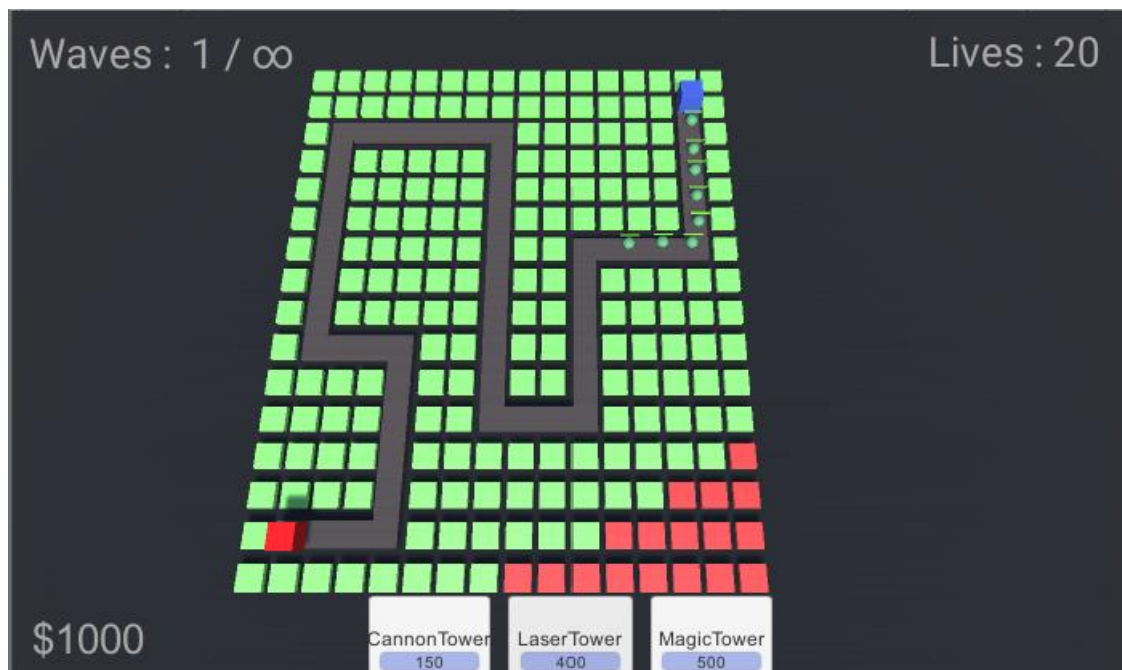 Waves : 1 / ∞
Lives : 20
$1000
CannonTower
150
LaserTower
400
MagicTower
500